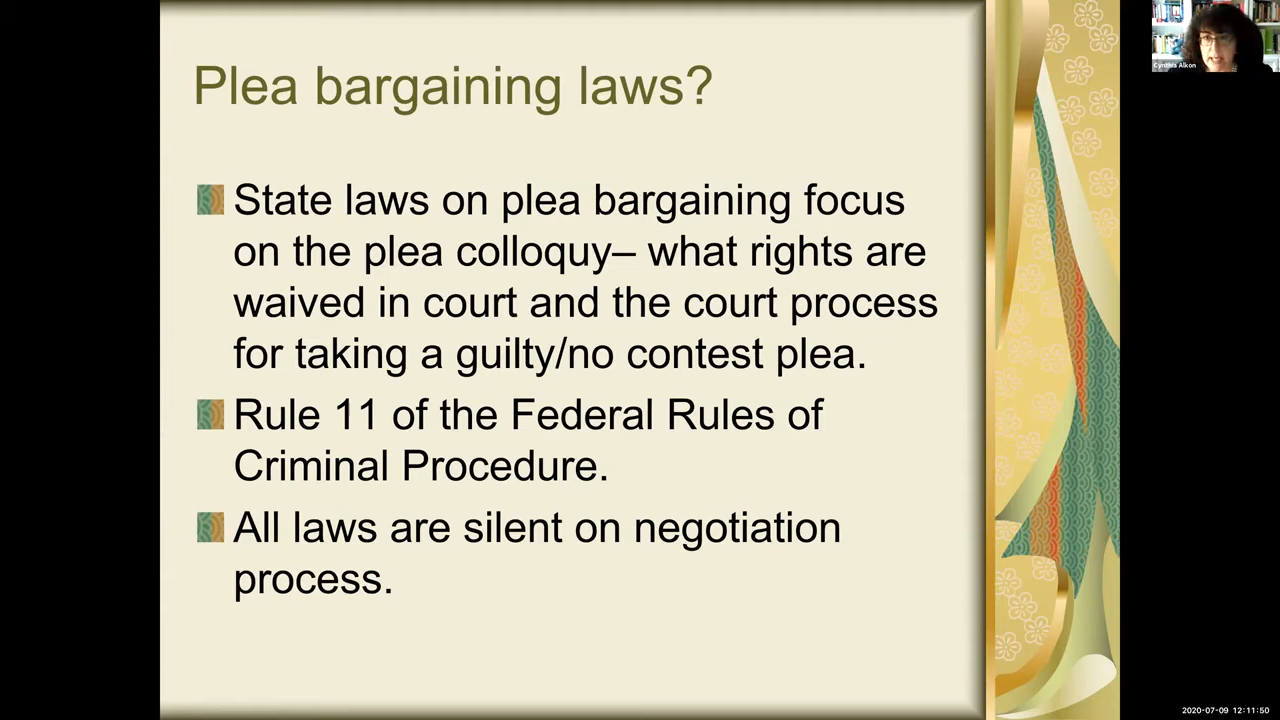 Plea bargaining laws?
State laws on plea bargaining focus
on the plea colloquy– what rights are
waived in court and the court process
for taking a guilty/no contest plea.
Rule 11 of the Federal Rules of
Criminal Procedure.
All laws are silent on negotiation
process.
Cynthia Alkon
2020-07-09 12:11:50